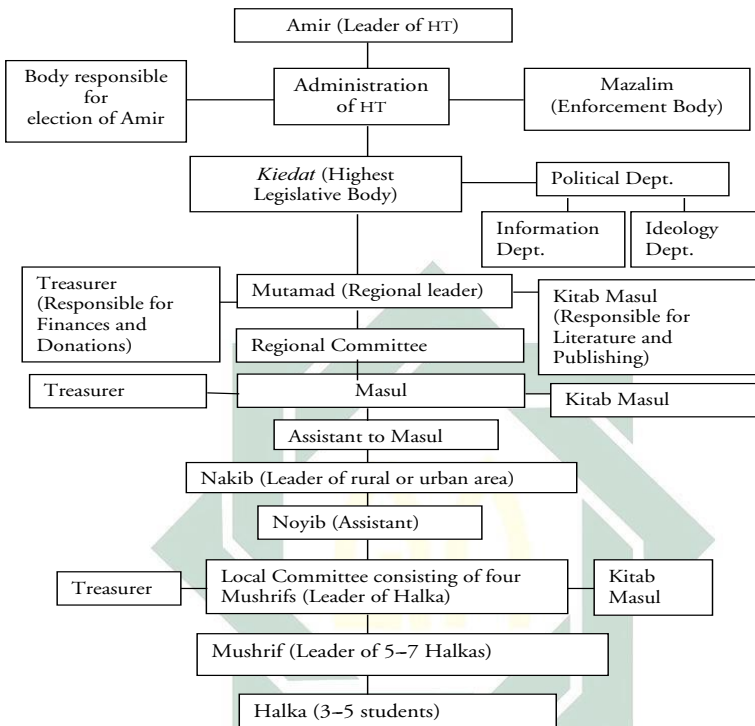 Amir (Leader of HT)
Body responsible
for
election of Amir
Administration
of HT
Mazalim
(Enforcement Body)
Kiedat (Highest
Legislative Body)
Political Dept.
Information
Dept.
Ideology
Dept.
Treasurer
(Responsible for
Finances and
Donations)
Mutamad (Regional leader)
Kitab Masul
(Responsible for
Literature and
Publishing)
Regional Committee
Treasurer
Masul
Kitab Masul
Assistant to Masul
Nakib (Leader of rural or urban area)
Noyib (Assistant)
Treasurer
Local Committee consisting of four
Mushrifs (Leader of Halka)
Kitab
Masul
Mushrif (Leader of 5–7 Halkas)
Halka (3–5 students)